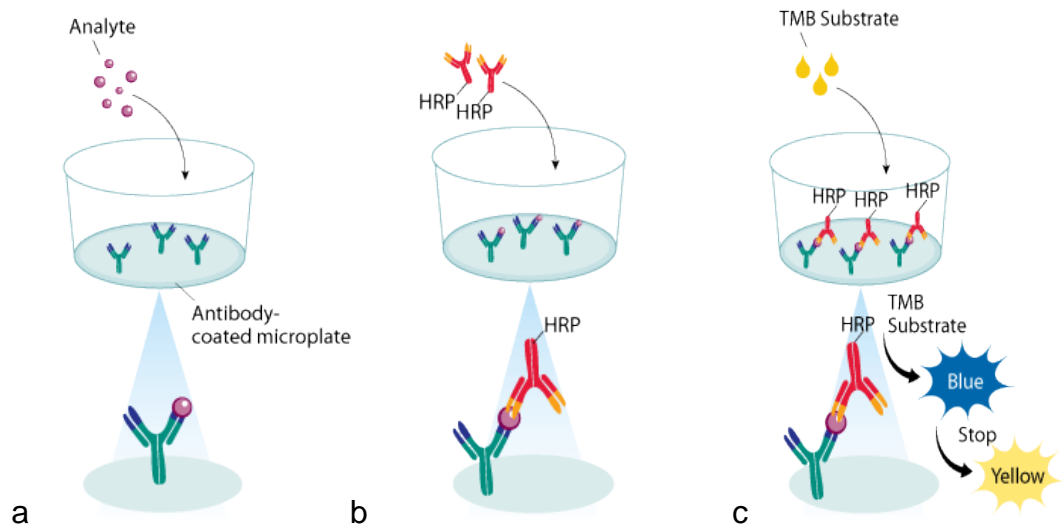 Analyte
Antibody-
coated microplate
a
HRP
HRP
HRP
b
TMB Substrate
HRP
HRP
HRP
HRP
TMB
Substrate
Blue
Stop
Yellow
c